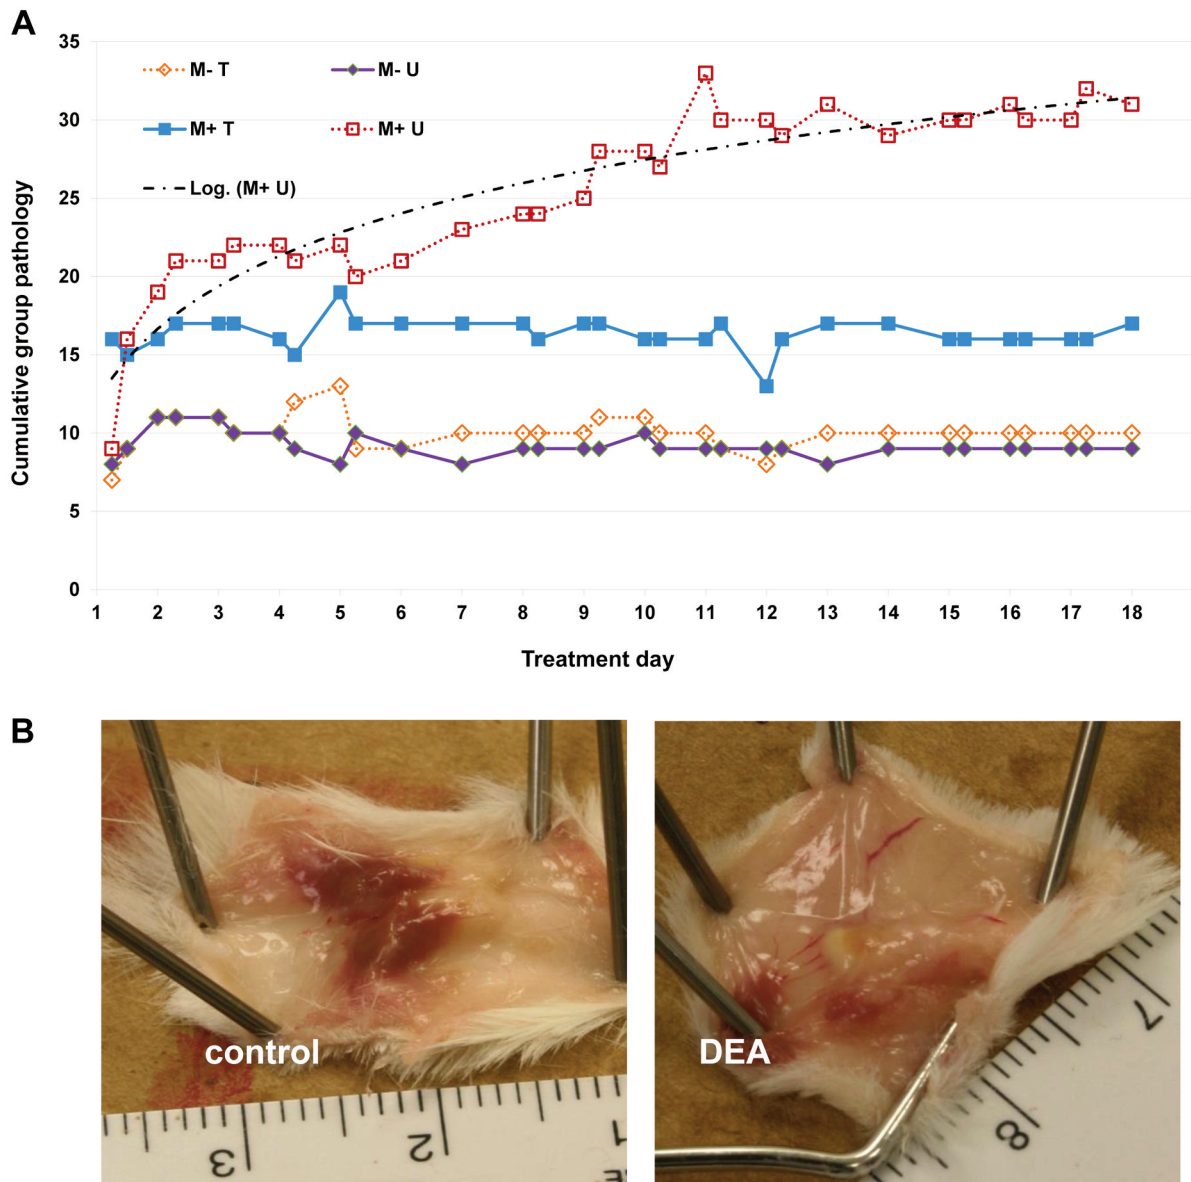 A
35
30
25
20
15
10
5
0
Cumulative group pathology
M- T
M- U
M+ T
M+ U
Log. (M+ U)
1 2 3 4 5 6 7 8 9 10 11 12 13 14 15 16 17 18
Treatment day
B
control
DEA
3 2 1
7
8